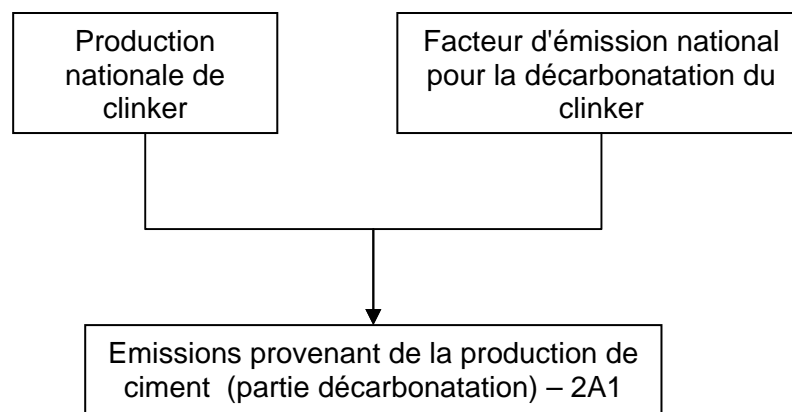 Production
nationale de
clinker
Facteur d'émission national
pour la décarbonatation du
clinker
Emissions provenant de la production de
ciment (partie décarbonatation) – 2A1